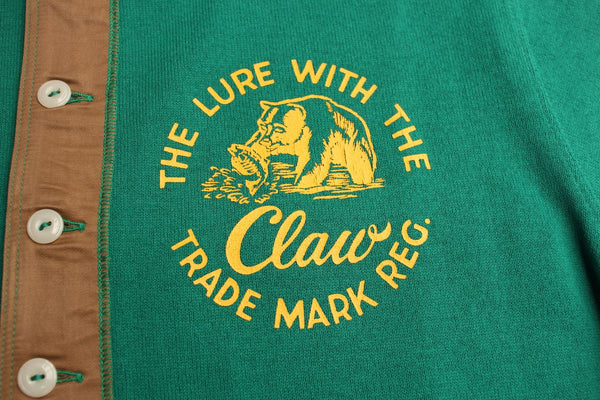 THE LURE WITH THE
Claw
TRADE MARK REG.